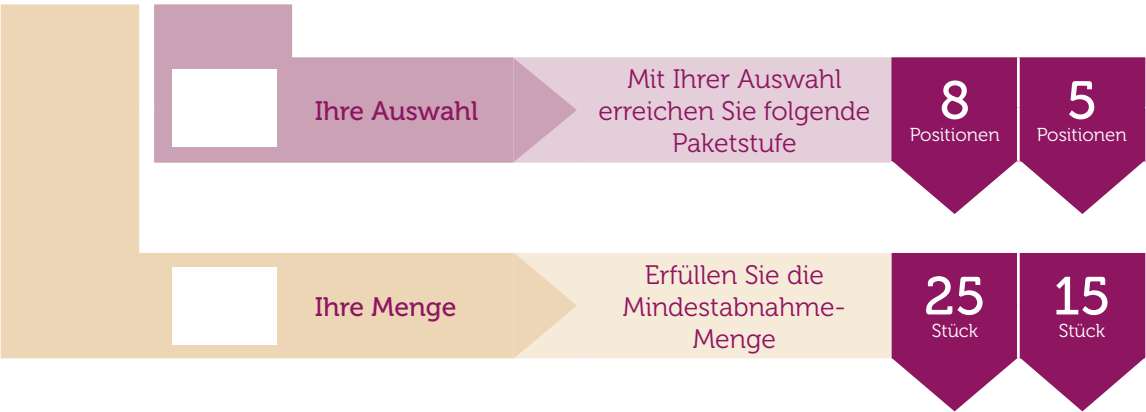 Ihre Auswahl
Mit Ihrer Auswahl
erreichen Sie folgende
Paketstufe
8
Positionen
5
Positionen
Ihre Menge
Erfüllen Sie die
Mindestabnahme-
Menge
25
Stück
15
Stück